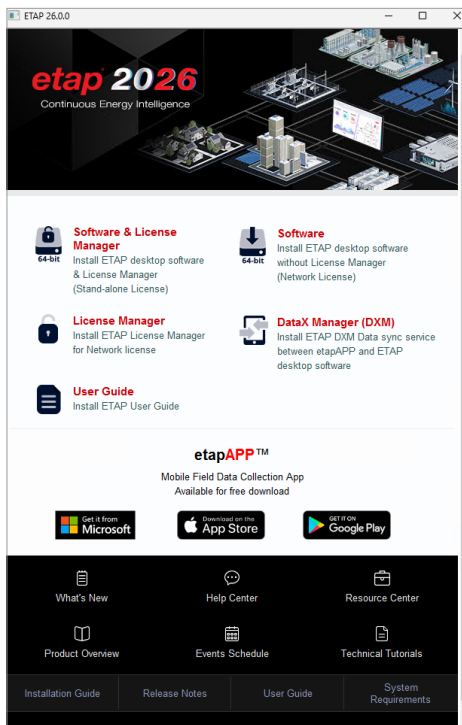 ETAP 26.0.0
etap 2026
Continuous Energy Intelligence
64-bit
Software & License
Manager
Install ETAP desktop software
& License Manager
(Stand-alone License)
64-bit
Software
Install ETAP desktop software
without License Manager
(Network License)
License Manager
Install ETAP License Manager
for Network license
DataX Manager (DXM)
Install ETAP DXM Data sync service
between etapAPP and ETAP
desktop software
User Guide
Install ETAP User Guide
etapAPP™
Mobile Field Data Collection App
Available for free download
Get it from
Microsoft
Download on the
App Store
GET IT ON
Google Play
What's New
Help Center
Resource Center
Product Overview
Events Schedule
Technical Tutorials
Installation Guide
Release Notes
User Guide
System
Requirements